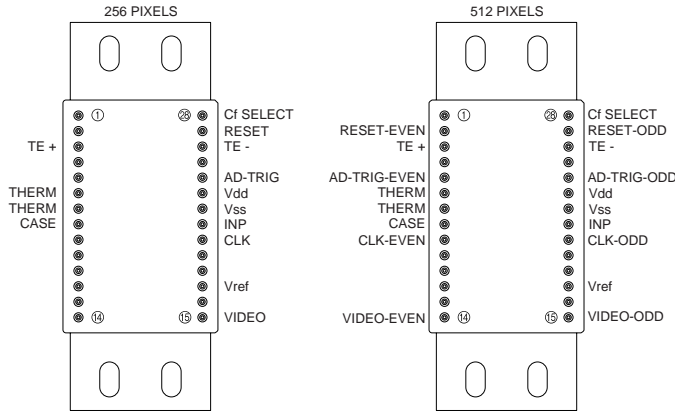 256 PIXELS
① ㉘ Cf SELECT
RESET
TE + TE -
AD-TRIG
THERM Vdd
THERM Vss
CASE INP
CLK
Vref
⑭ ⑮ VIDEO
512 PIXELS
① ㉘ Cf SELECT
RESET-EVEN RESET-ODD
TE + TE -
AD-TRIG-EVEN AD-TRIG-ODD
THERM Vdd
THERM Vss
CASE INP
CLK-EVEN CLK-ODD
Vref
VIDEO-EVEN ⑭ ⑮ VIDEO-ODD